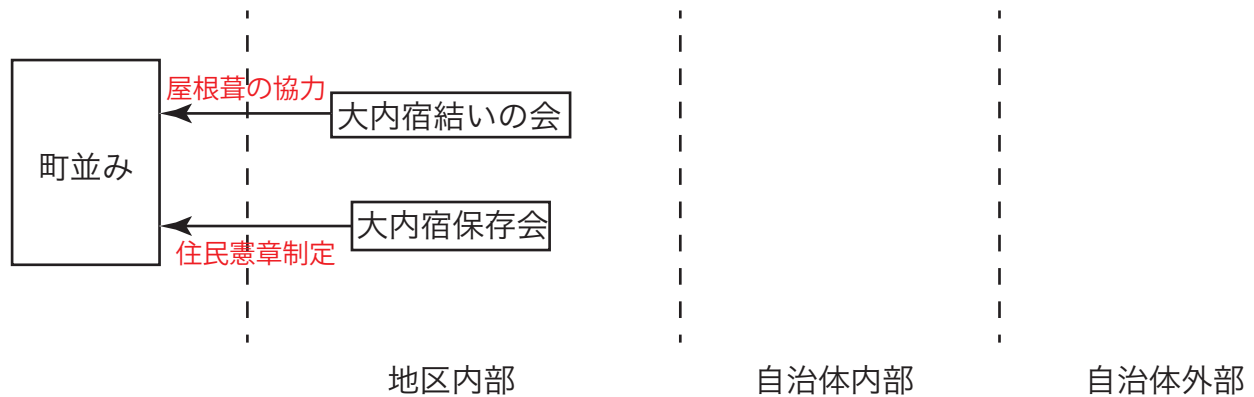 屋根葺の協力
大内宿結いの会
町並み
大内宿保存会
住民憲章制定
地区内部
自治体内部
自治体外部